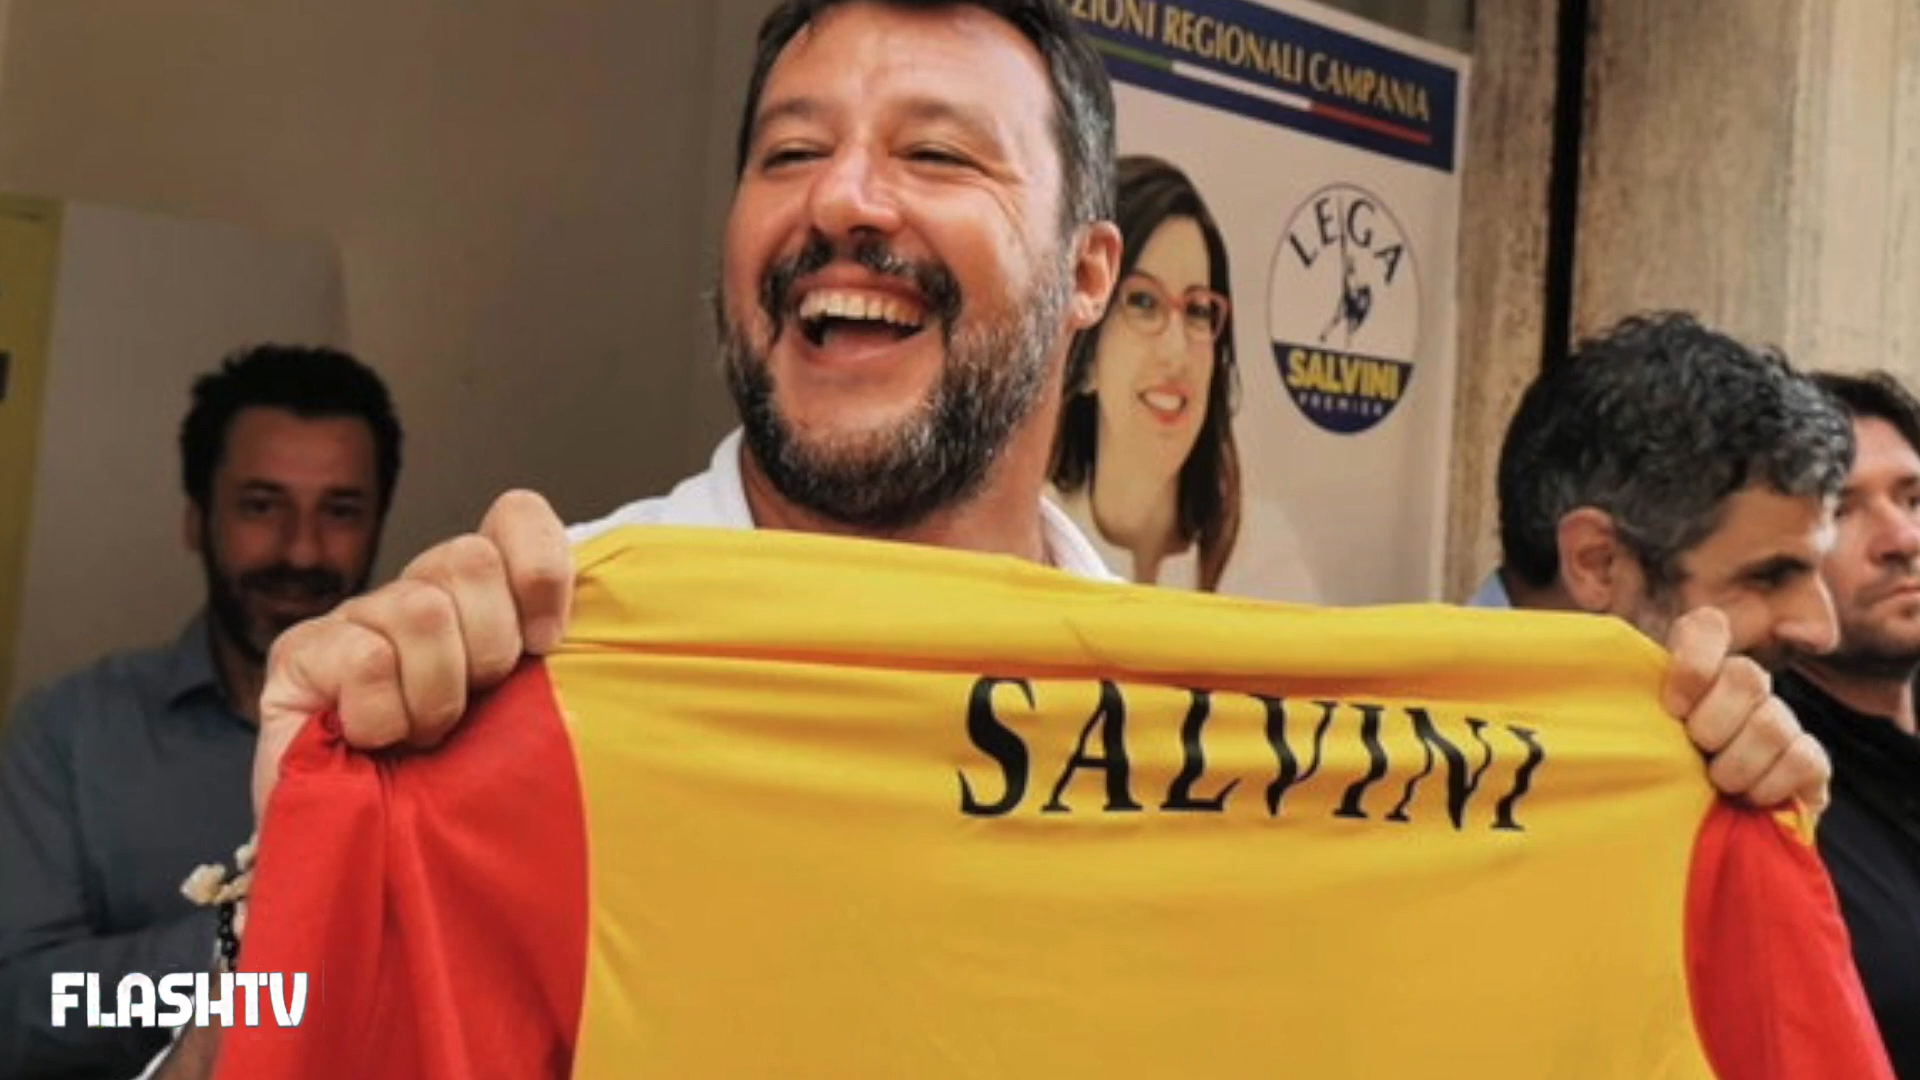 ZIONI REGIONALI CAMPANIA
LEGA
SALVINI
PREMIER
SALVINI
FLASHTV